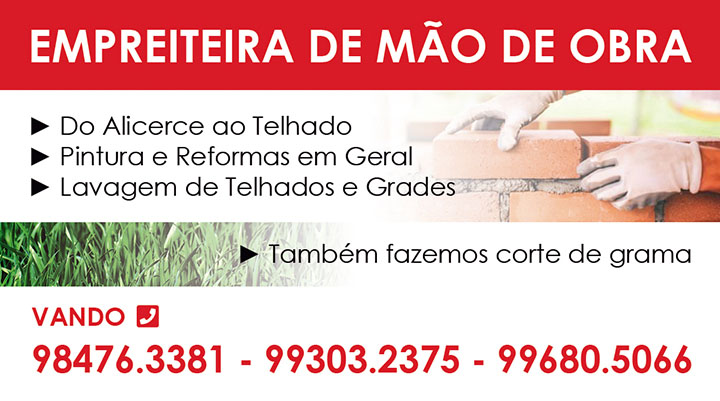 EMPREITEIRA DE MÃO DE OBRA
► Do Alicerce ao Telhado
► Pintura e Reformas em Geral
► Lavagem de Telhados e Grades
► Também fazemos corte de grama
VANDO
98476.3381 - 99303.2375 - 99680.5066